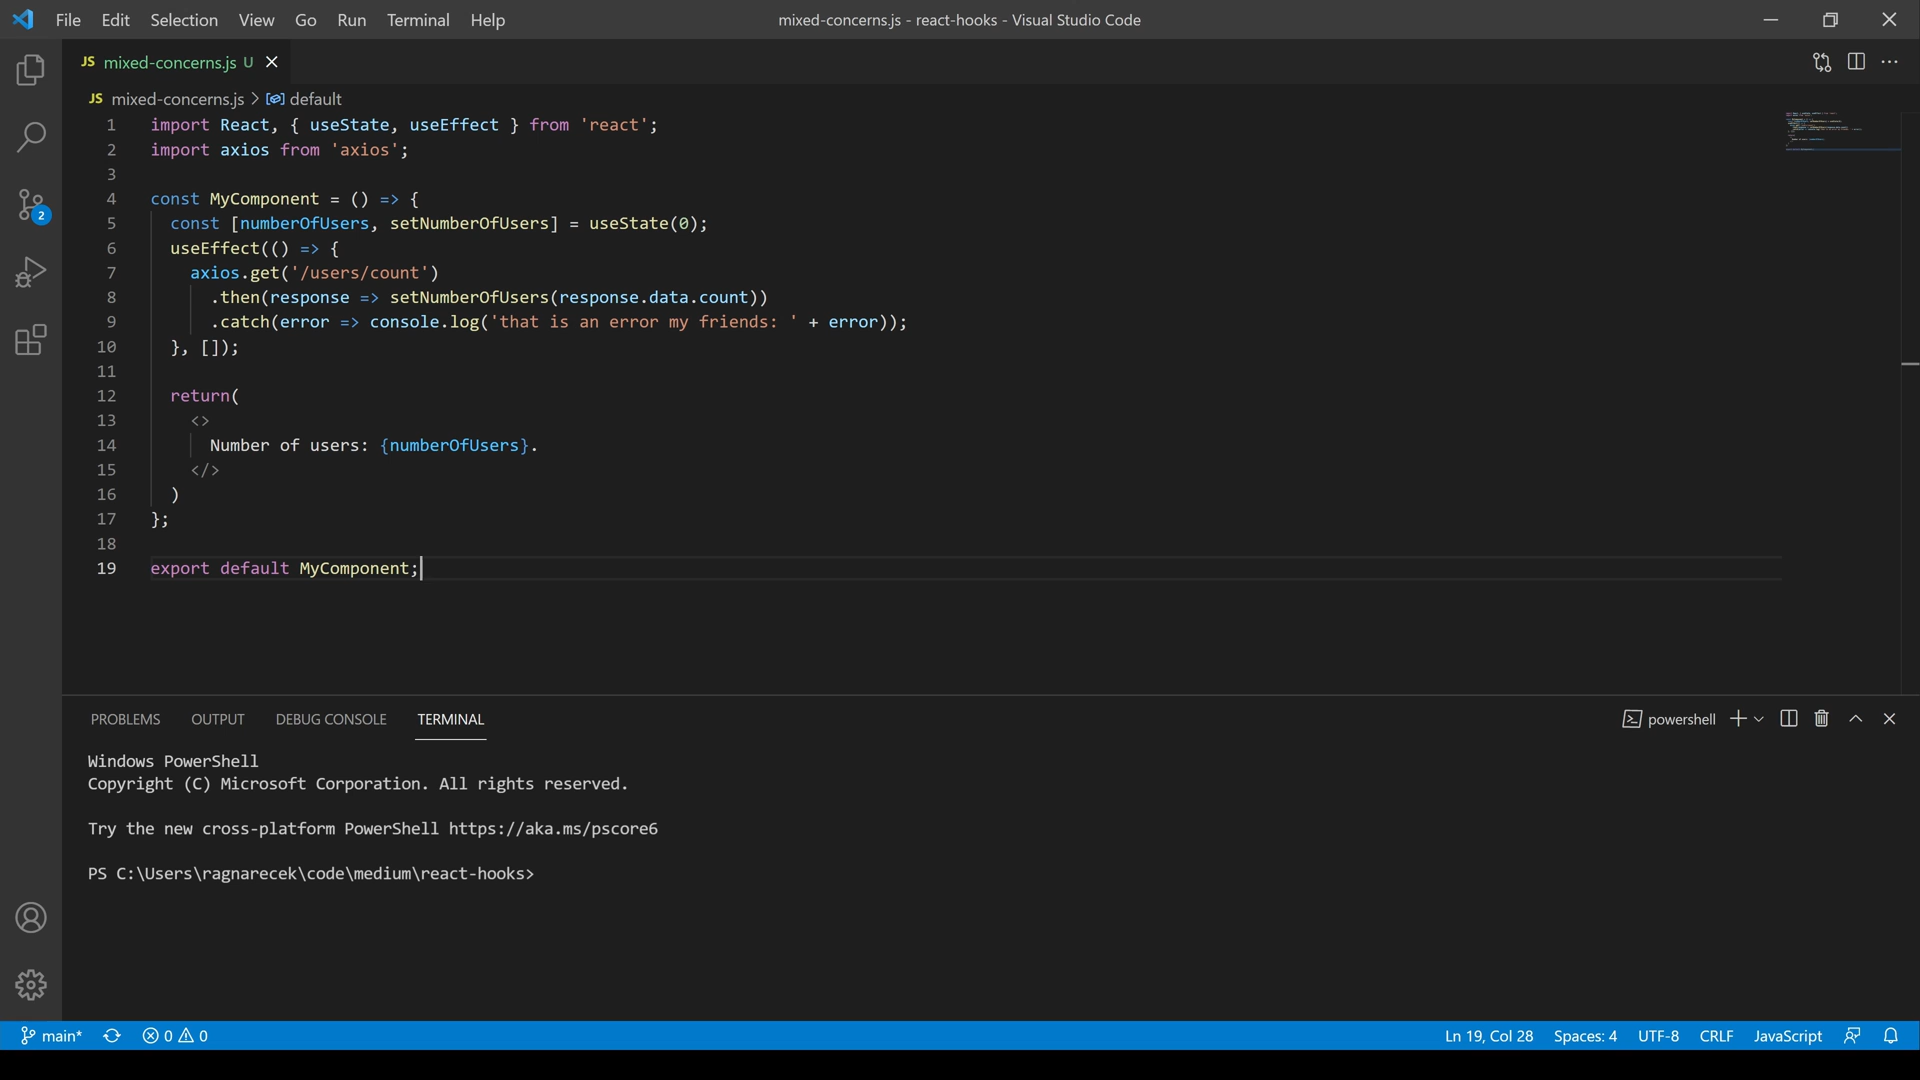 File Edit Selection View Go Run Terminal Help
mixed-concerns.js - react-hooks - Visual Studio Code
JS mixed-concerns.js U
JS mixed-concerns.js > default
1 import React, { useState, useEffect } from 'react';
2 import axios from 'axios';
3
4 const MyComponent = () => {
5 const [numberOfUsers, setNumberOfUsers] = useState(0);
6 useEffect(() => {
7 axios.get('/users/count')
8 .then(response => setNumberOfUsers(response.data.count))
9 .catch(error => console.log('that is an error my friends: ' + error));
10 }, []);
11
12 return(
13 <>
14 Number of users: {numberOfUsers}.
15 </>
16 )
17 };
18
19 export default MyComponent;
2
PROBLEMS OUTPUT DEBUG CONSOLE TERMINAL
powershell
Windows PowerShell
Copyright (C) Microsoft Corporation. All rights reserved.
Try the new cross-platform PowerShell https://aka.ms/pscore6
PS C:\Users\ragnarecek\code\medium\react-hooks>
main* 0 0
Ln 19, Col 28 Spaces: 4 UTF-8 CRLF JavaScript